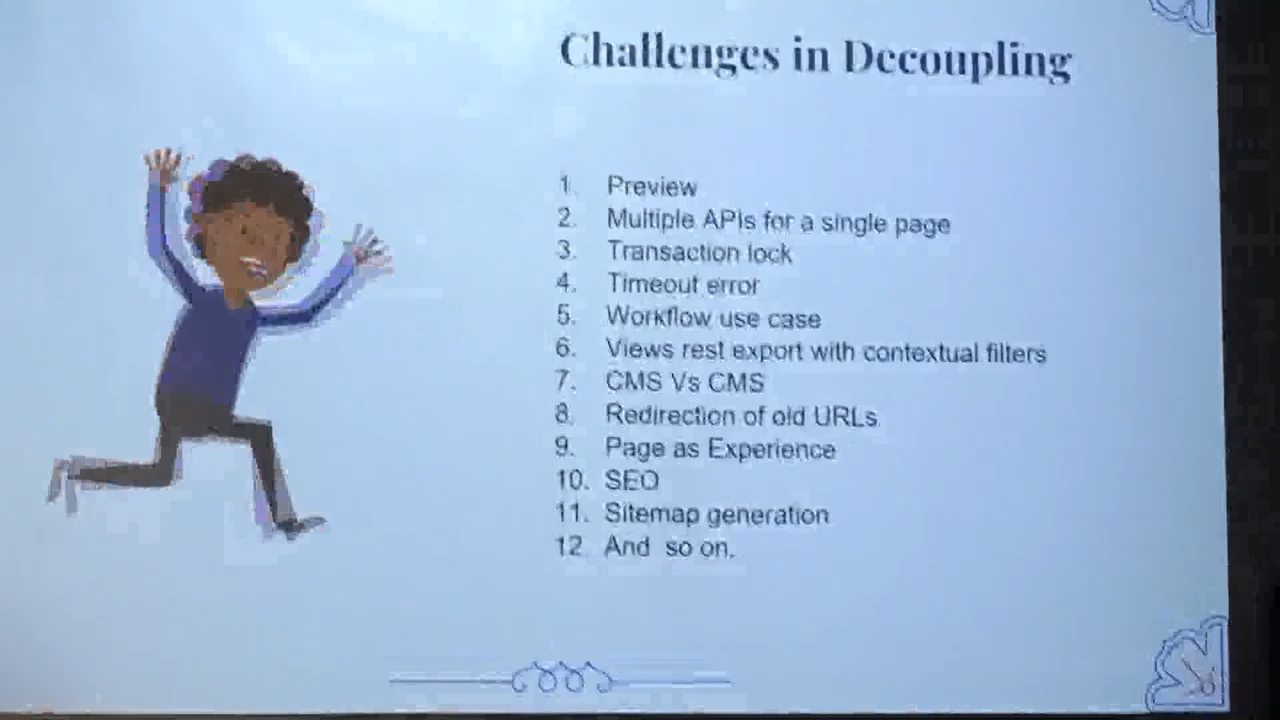 Challenges in Decoupling
1. Preview
2. Multiple APIs for a single page
3. Transaction lock
4. Timeout error
5. Workflow use case
6. Views rest export with contextual filters
7. CMS Vs CMS
8. Redirection of old URLs
9. Page as Experience
10. SEO
11. Sitemap generation
12. And so on.